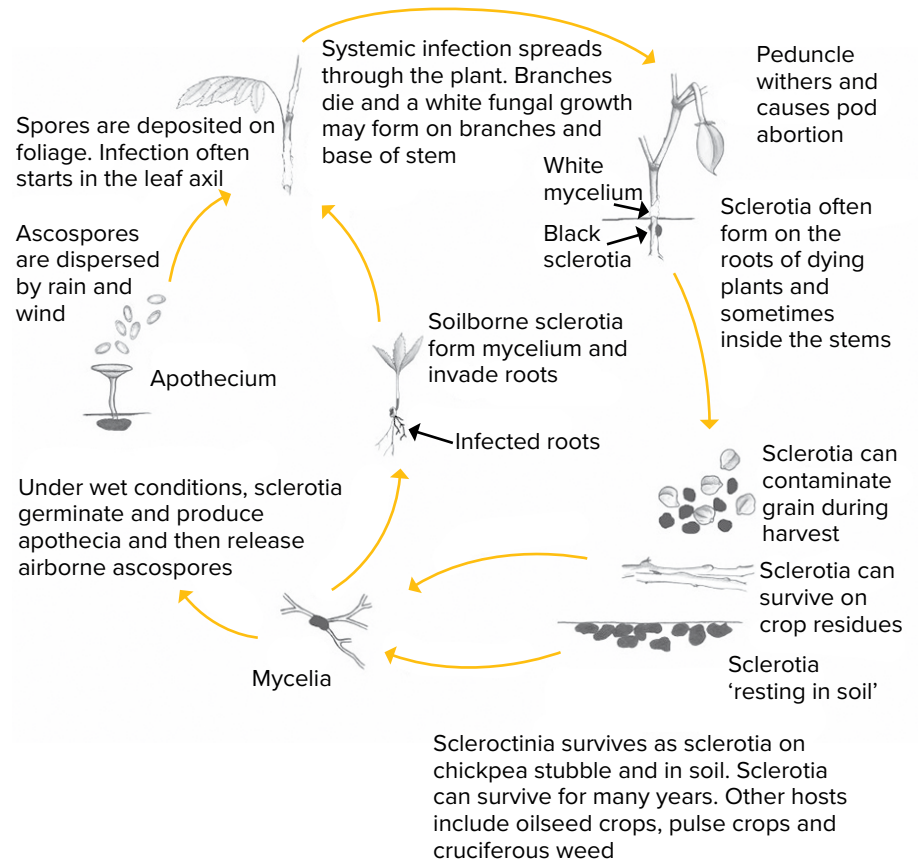 Systemic infection spreads
through the plant. Branches
die and a white fungal growth
may form on branches and
base of stem
Peduncle
withers and
causes pod
abortion
Spores are deposited on
foliage. Infection often
starts in the leaf axil
White
mycelium
Black
sclerotia
Sclerotia often
form on the
roots of dying
plants and
sometimes
inside the stems
Ascospores
are dispersed
by rain and
wind
Apothecium
Soilborne sclerotia
form mycelium and
invade roots
Infected roots
Sclerotia can
contaminate
grain during
harvest
Under wet conditions, sclerotia
germinate and produce
apothecia and then release
airborne ascospores
Sclerotia can
survive on
crop residues
Mycelia
Sclerotia
‘resting in soil’
Scleroctinia survives as sclerotia on
chickpea stubble and in soil. Sclerotia
can survive for many years. Other hosts
include oilseed crops, pulse crops and
cruciferous weed